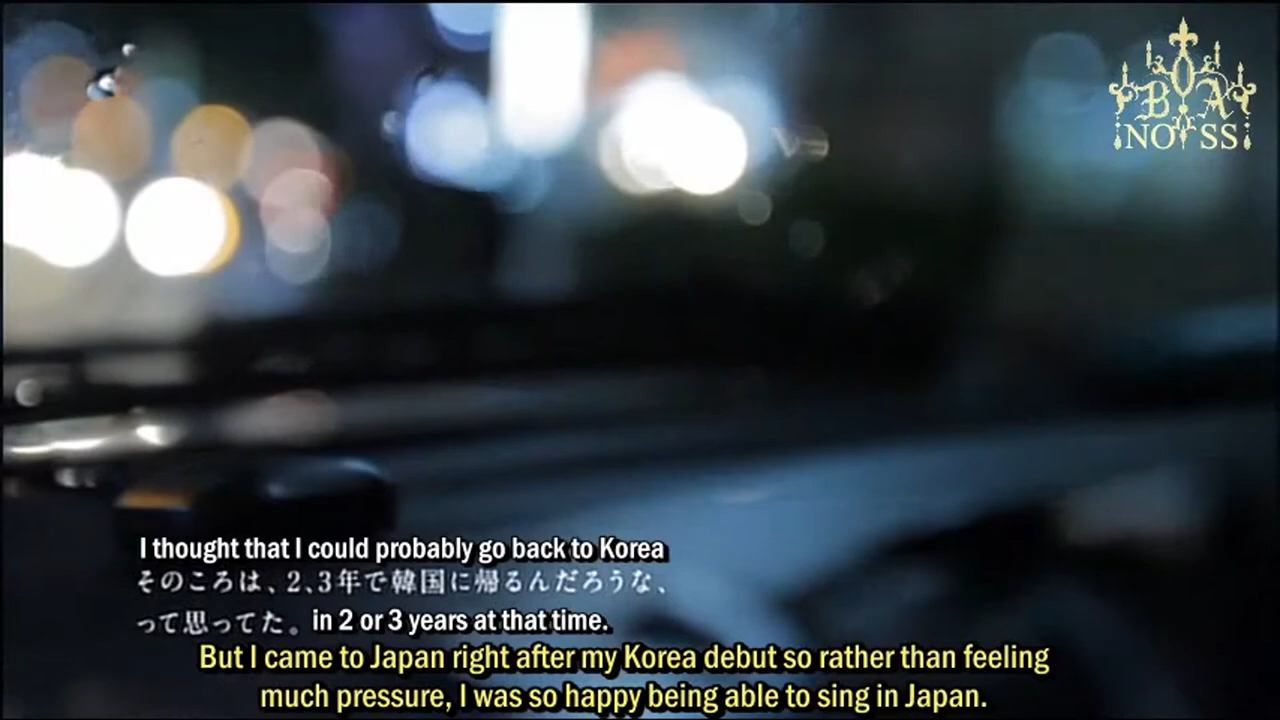 B A
NO SS
I thought that I could probably go back to Korea
そのころは、2、3年で韓国に帰るんだろうな、
って思ってた。 in 2 or 3 years at that time.
But I came to Japan right after my Korea debut so rather than feeling
much pressure, I was so happy being able to sing in Japan.